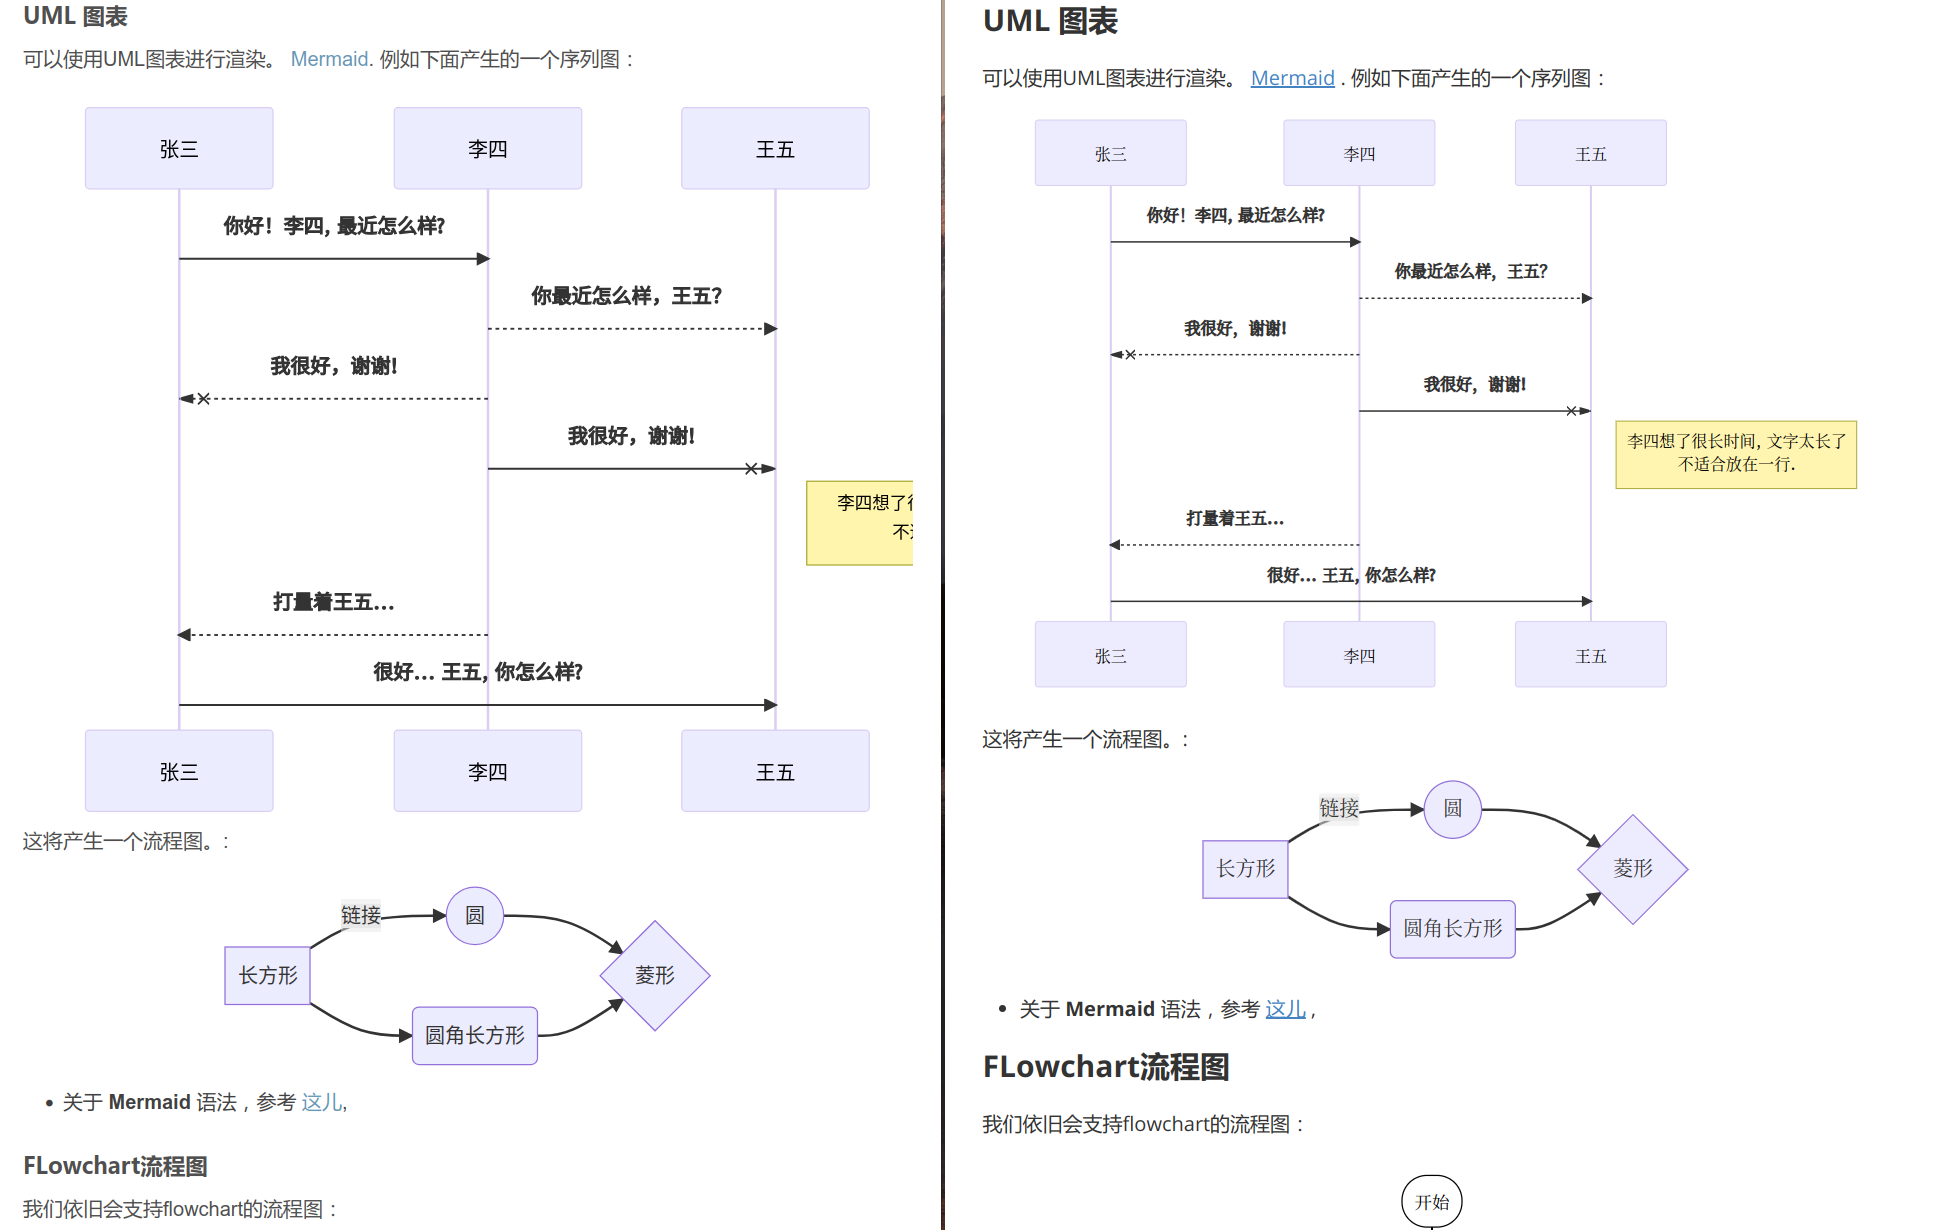 UML 图表
可以使用UML图表进行渲染。 Mermaid. 例如下面产生的一个序列图：
张三
李四
王五
你好！李四, 最近怎么样?
你最近怎么样，王五？
我很好，谢谢!
我很好，谢谢!
李四想了
不
打量着王五...
很好... 王五, 你怎么样?
张三
李四
王五
这将产生一个流程图。:
链接
圆
长方形
菱形
圆角长方形
• 关于 Mermaid 语法，参考 这儿,
FLowchart流程图
我们依旧会支持flowchart的流程图：
UML 图表
可以使用UML图表进行渲染。 Mermaid . 例如下面产生的一个序列图：
张三
李四
王五
你好！李四, 最近怎么样?
你最近怎么样，王五？
我很好，谢谢!
我很好，谢谢!
李四想了很长时间, 文字太长了
不适合放在一行.
打量着王五...
很好... 王五, 你怎么样?
张三
李四
王五
这将产生一个流程图。:
链接
圆
长方形
菱形
圆角长方形
• 关于 Mermaid 语法，参考 这儿 ,
FLowchart流程图
我们依旧会支持flowchart的流程图：
开始